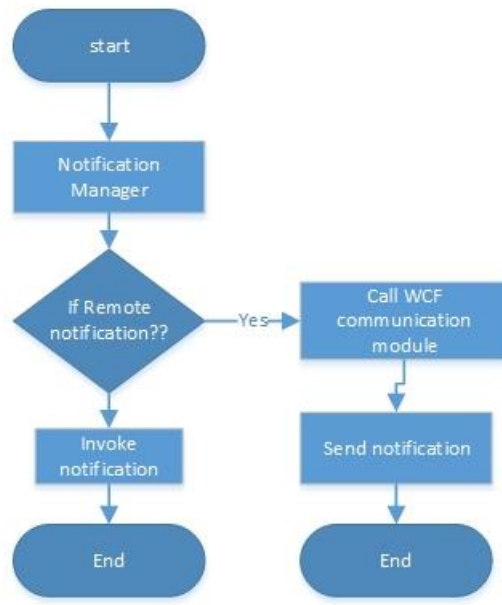 start
Notification
Manager
If Remote
notification??
Yes
Call WCF
communication
module
Invoke
notification
Send notification
End
End